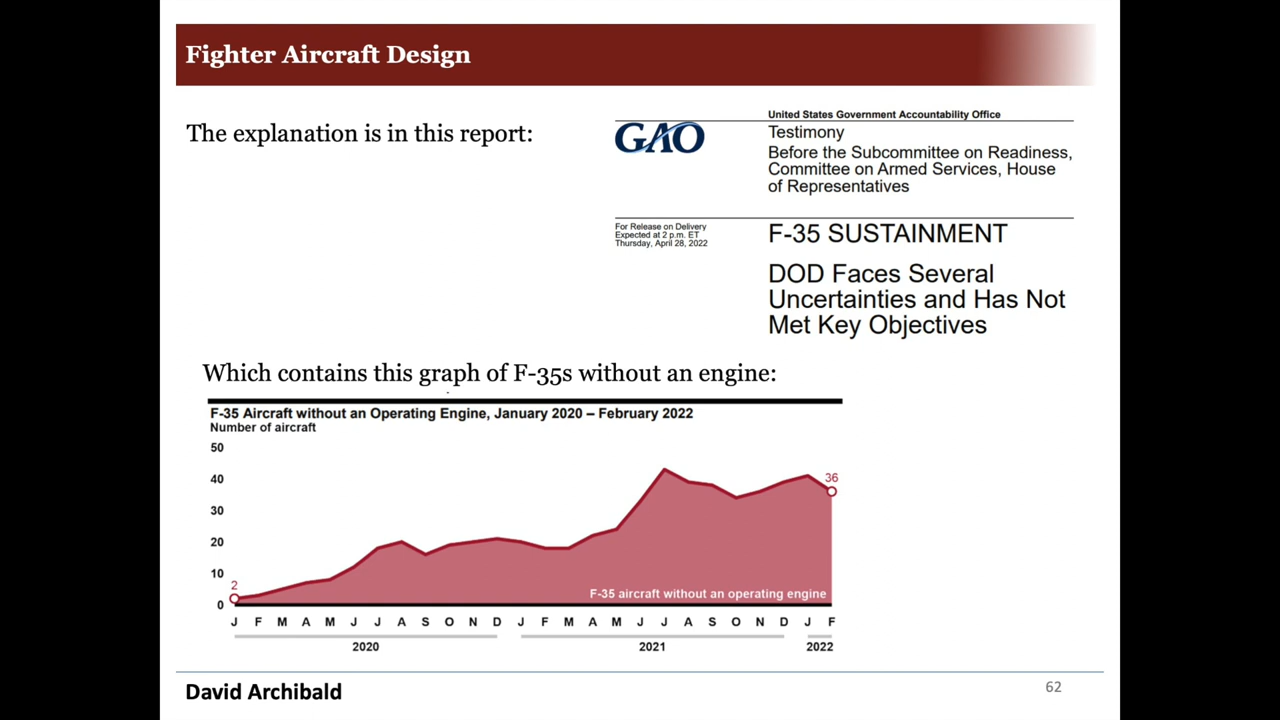 Fighter Aircraft Design
The explanation is in this report:
GAO
United States Government Accountability Office
Testimony
Before the Subcommittee on Readiness,
Committee on Armed Services, House
of Representatives
For Release on Delivery
Expected at 2 p.m. ET
Thursday, April 28, 2022
F-35 SUSTAINMENT
DOD Faces Several
Uncertainties and Has Not
Met Key Objectives
Which contains this graph of F-35s without an engine:
F-35 Aircraft without an Operating Engine, January 2020 – February 2022
Number of aircraft
50
40
30
20
10
0
2
36
F-35 aircraft without an operating engine
J F M A M J J A S O N D J F M A M J J A S O N D J F
2020 2021 2022
David Archibald
62